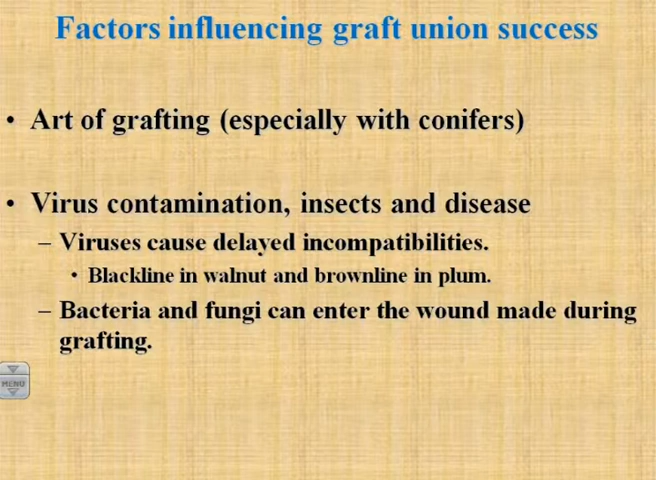 Factors influencing graft union success
• Art of grafting (especially with conifers)
• Virus contamination, insects and disease
– Viruses cause delayed incompatibilities.
• Blackline in walnut and brownline in plum.
– Bacteria and fungi can enter the wound made during
grafting.
MENU